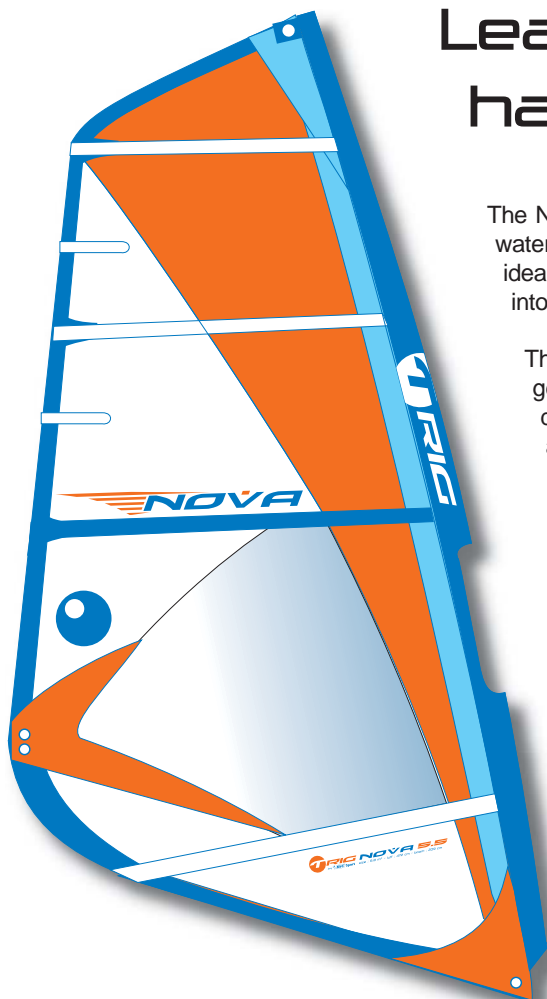 Lea
ha
The N
water
idea
into
Th
ge
RIG
NOVA
RIG NOVA 5.5